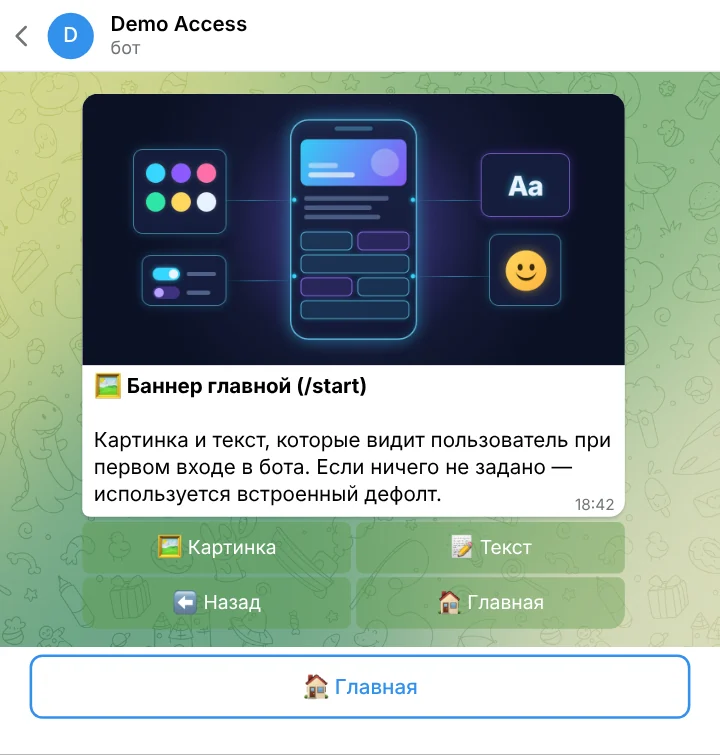 D
Demo Access
бот
Aa
🖼️ Баннер главной (/start)
Картинка и текст, которые видит пользователь при
первом входе в бота. Если ничего не задано —
используется встроенный дефолт.
18:42
🖼️ Картинка
📝 Текст
⬅️ Назад
🏠 Главная
🏠 Главная